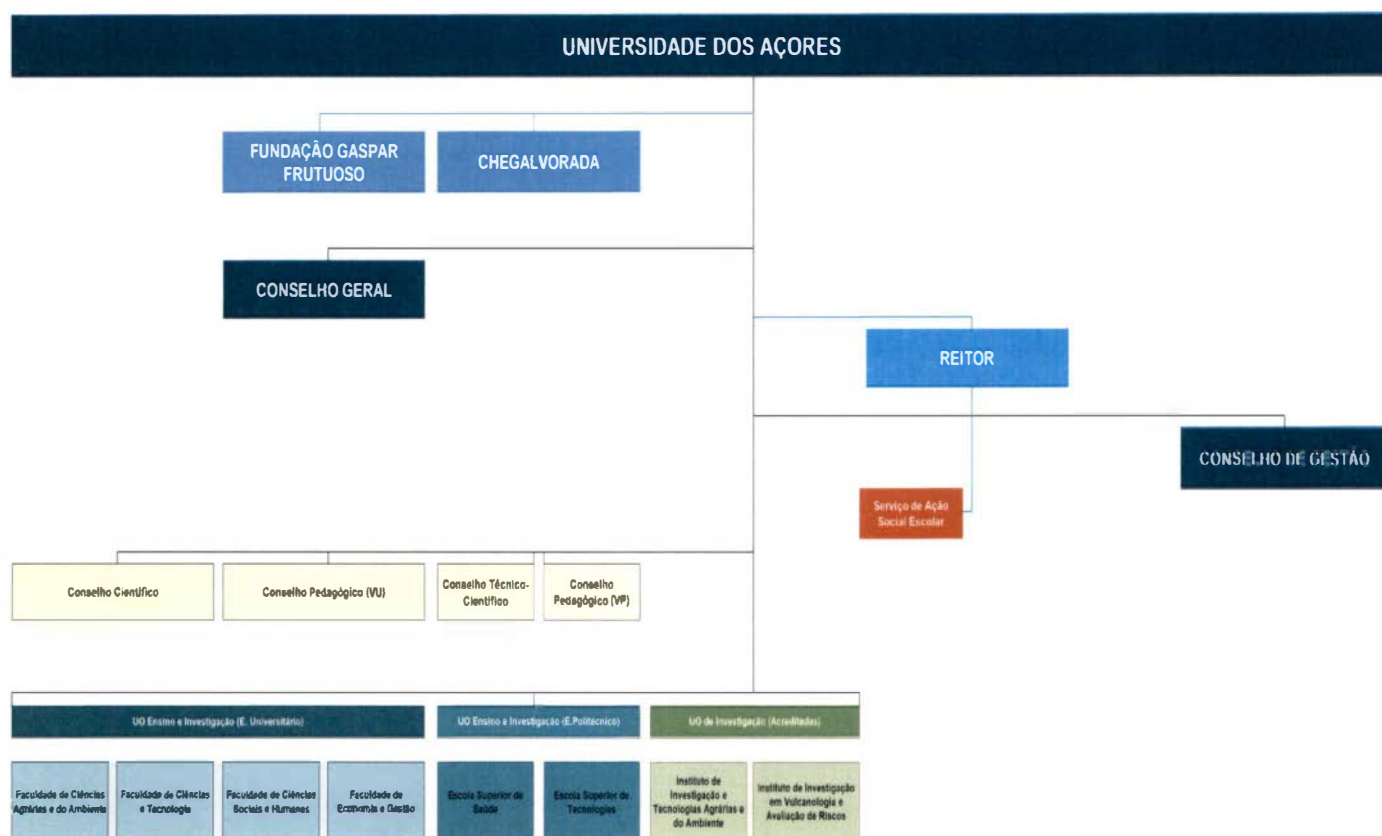 UNIVERSIDADE DOS AÇORES
FUNDAÇÃO GASPAR
FRUTUOSO
CHEGALVORADA
CONSELHO GERAL
REITOR
CONSELHO DE GESTÃO
Serviço de Ação
Social Escolar
Conselho Científico
Conselho Pedagógico (VU)
Conselho Técnico-
Científico
Conselho
Pedagógico (VP)
UO Ensino e Investigação (E. Universitário)
UO Ensino e Investigação (E.Politécnico)
UO de Investigação (Acreditadas)
Faculdade de Ciências
Agrárias e do Ambiente
Faculdade de Ciências
e Tecnologia
Faculdade de Ciências
Sociais e Humanas
Faculdade de
Economia e Gestão
Escola Superior de
Saúde
Escola Superior de
Tecnologias
Instituto de
Investigação e
Tecnologias Agrárias e
do Ambiente
Instituto de Investigação
em Vulcanologia e
Avaliação de Riscos